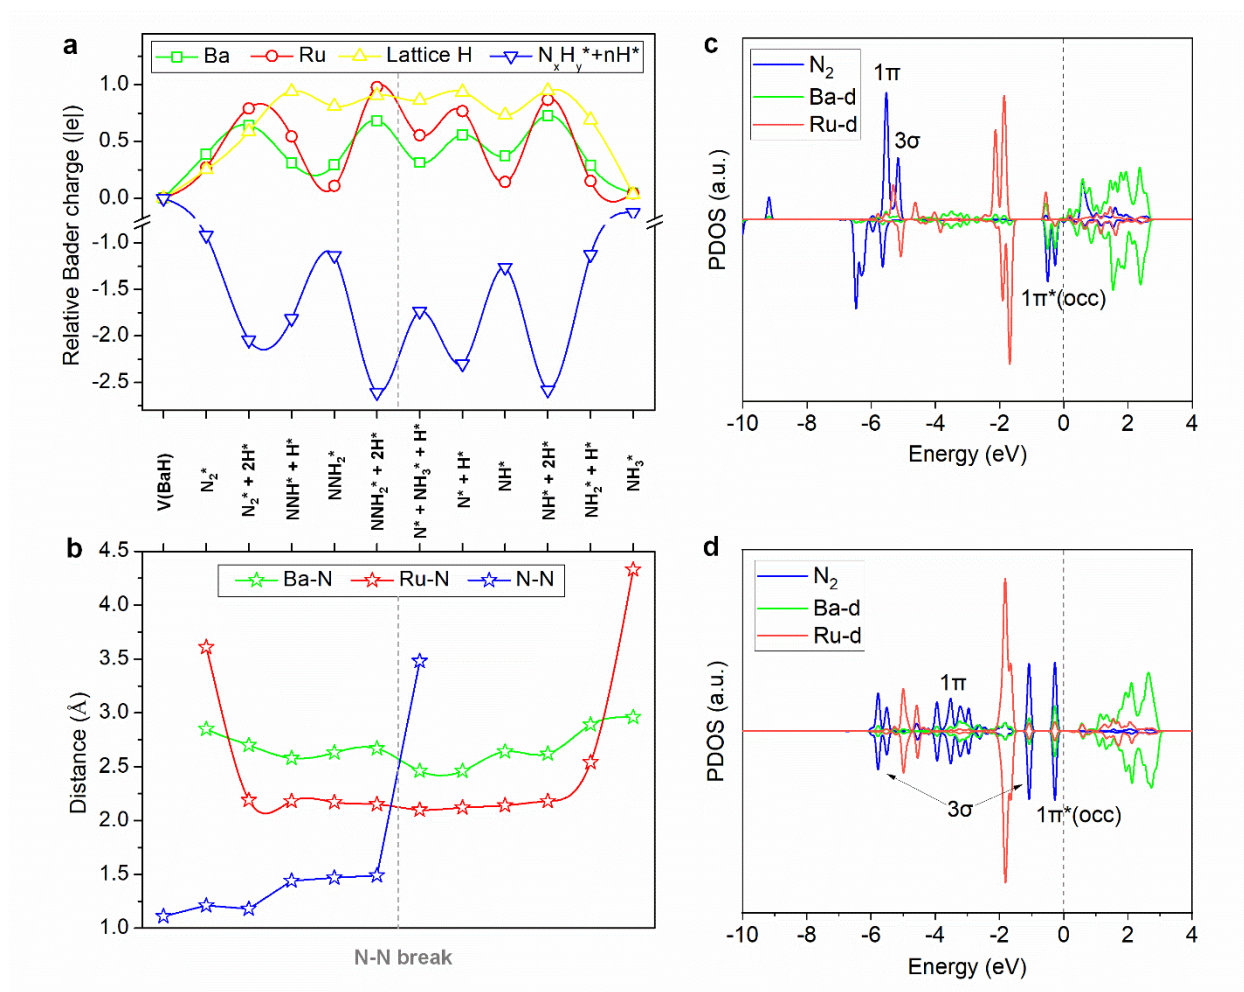 a
Ba
Ru
Lattice H
NxHy*+nH*
Relative Bader charge (|e|)
1.0
0.5
0.0
-1.0
-1.5
-2.0
-2.5
V(BaH)
N2*
N2* + 2H*
NNH* + H*
NNH2*
NNH2* + 2H*
N* + NH3* + H*
N* + H*
NH*
NH* + 2H*
NH2* + H*
NH3*
b
Ba-N
Ru-N
N-N
Distance (Å)
4.5
4.0
3.5
3.0
2.5
2.0
1.5
1.0
N-N break
c
N2
Ba-d
Ru-d
1π
3σ
1π*(occ)
PDOS (a.u.)
-10 -8 -6 -4 -2 0 2 4
Energy (eV)
d
N2
Ba-d
Ru-d
1π
3σ
1π*(occ)
PDOS (a.u.)
-10 -8 -6 -4 -2 0 2 4
Energy (eV)